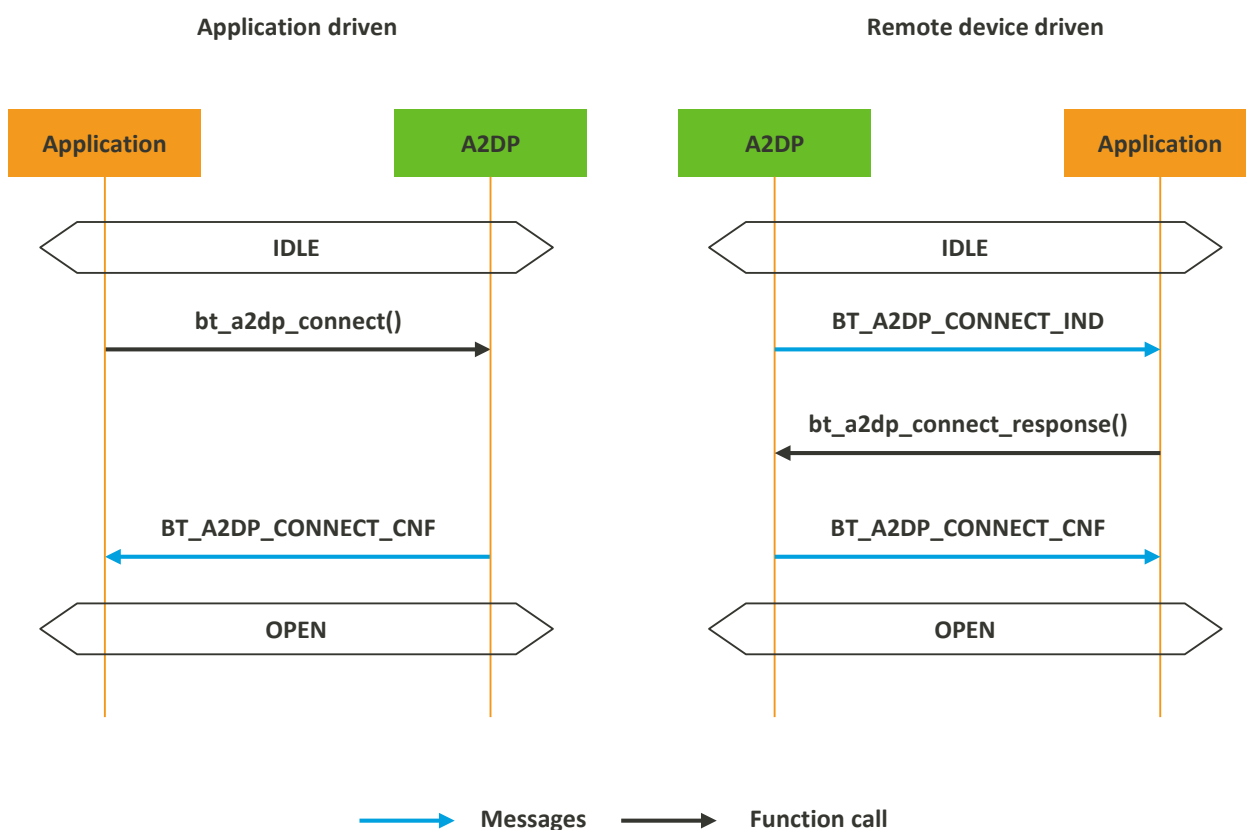 Application driven
Remote device driven
Application
A2DP
A2DP
Application
IDLE
IDLE
bt_a2dp_connect()
BT_A2DP_CONNECT_IND
bt_a2dp_connect_response()
BT_A2DP_CONNECT_CNF
BT_A2DP_CONNECT_CNF
OPEN
OPEN
Messages
Function call